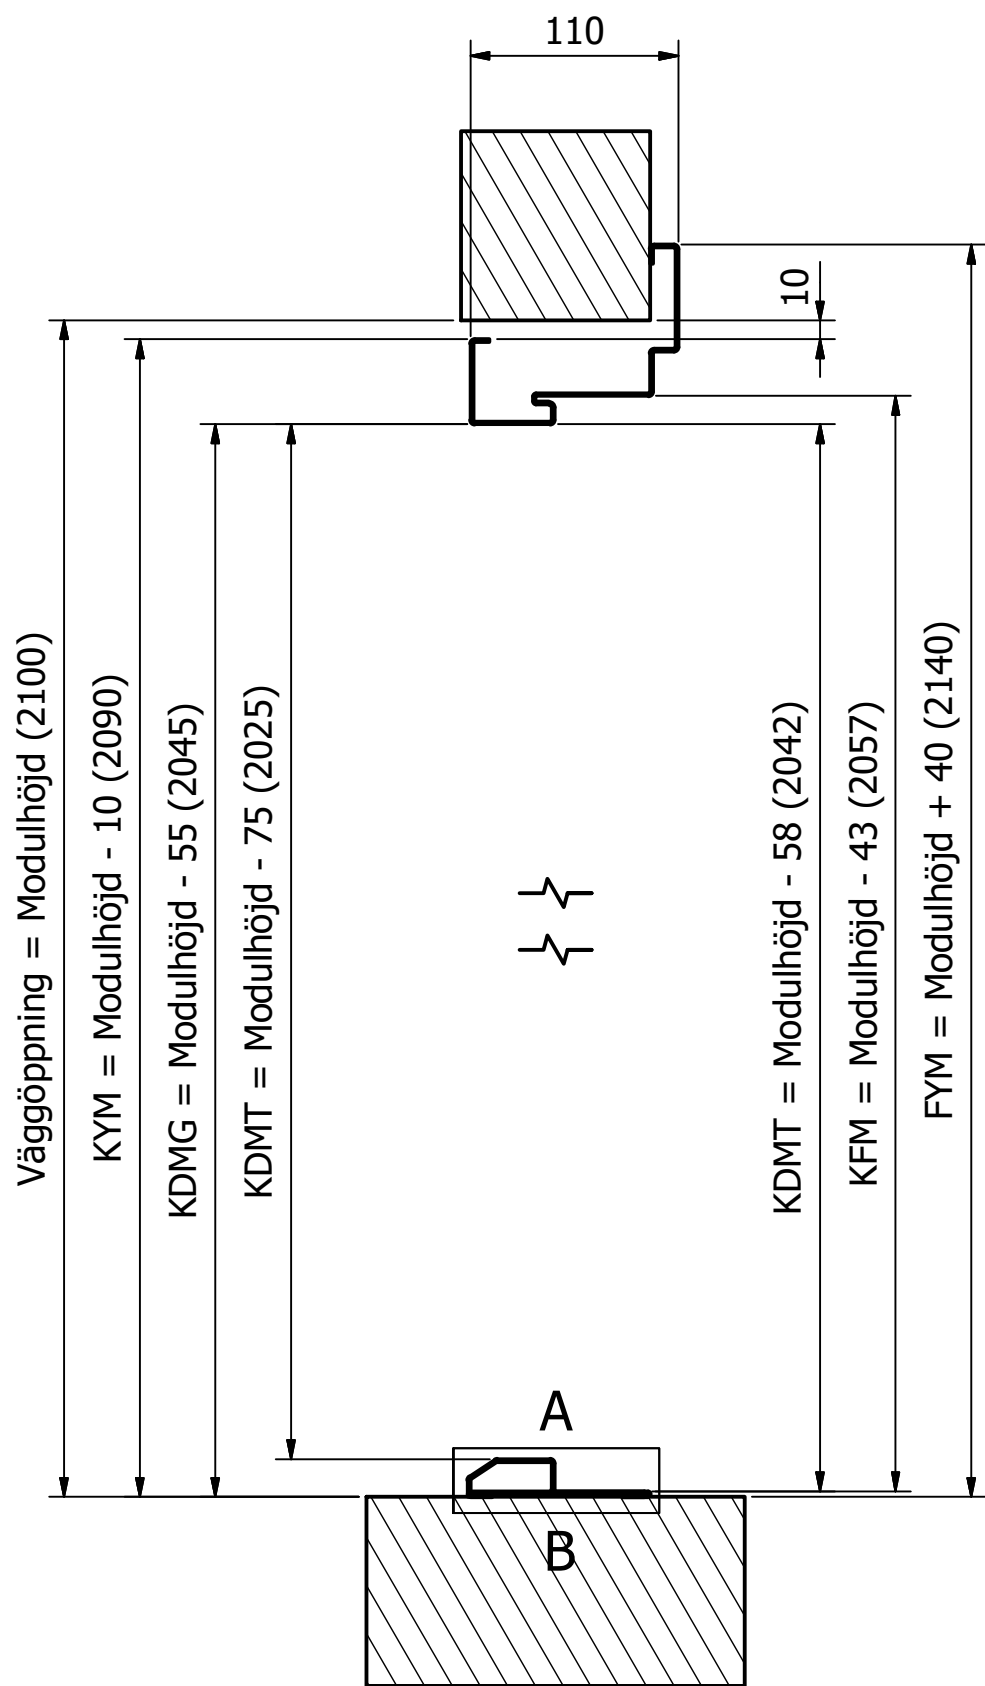 110
10
Väggöppning = Modulhöjd (2100)
KYM = Modulhöjd - 10 (2090)
KDMG = Modulhöjd - 55 (2045)
KDMT = Modulhöjd - 75 (2025)
KDMT = Modulhöjd - 58 (2042)
KFM = Modulhöjd - 43 (2057)
FYM = Modulhöjd + 40 (2140)
A
B